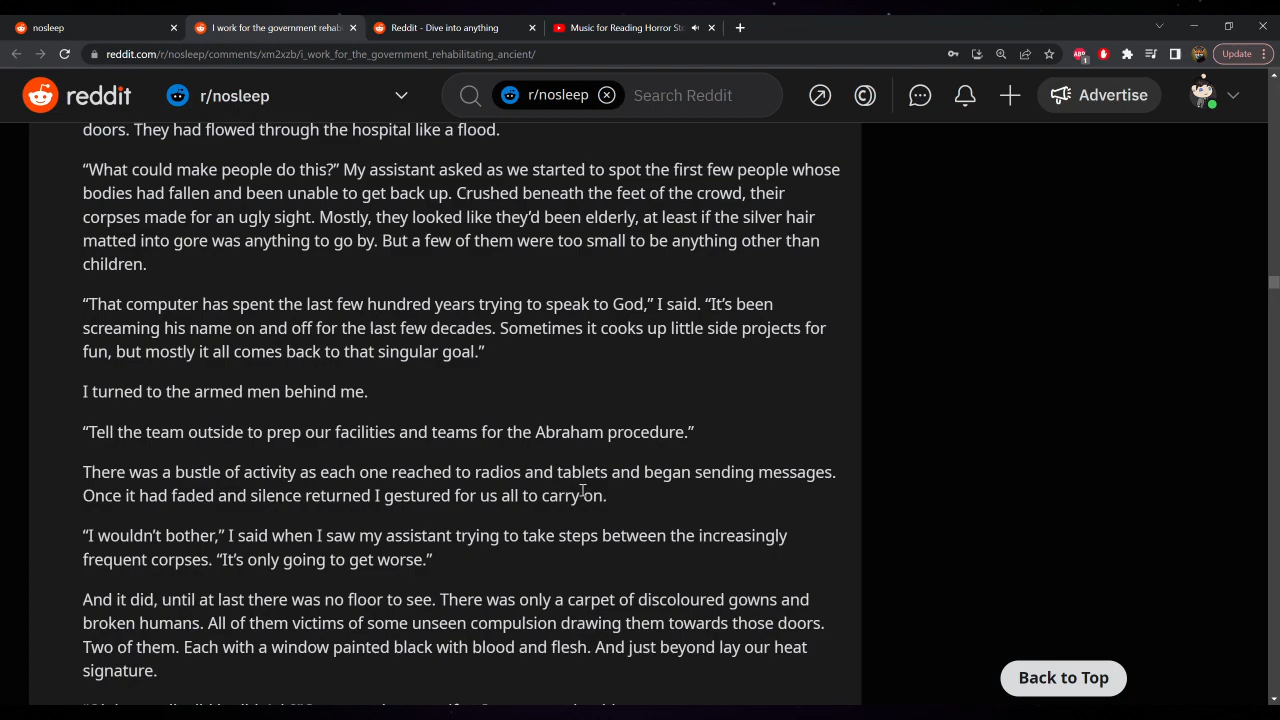 nosleep
I work for the government rehab
Reddit - Dive into anything
Music for Reading Horror Sto
reddit.com/r/nosleep/comments/xm2xzb/i_work_for_the_government_rehabilitating_ancient/
ABP
1
Update
reddit
r/nosleep
r/nosleep
Search Reddit
Advertise
doors. They had flowed through the hospital like a flood.
“What could make people do this?” My assistant asked as we started to spot the first few people whose
bodies had fallen and been unable to get back up. Crushed beneath the feet of the crowd, their
corpses made for an ugly sight. Mostly, they looked like they’d been elderly, at least if the silver hair
matted into gore was anything to go by. But a few of them were too small to be anything other than
children.
“That computer has spent the last few hundred years trying to speak to God,” I said. “It’s been
screaming his name on and off for the last few decades. Sometimes it cooks up little side projects for
fun, but mostly it all comes back to that singular goal.”
I turned to the armed men behind me.
“Tell the team outside to prep our facilities and teams for the Abraham procedure.”
There was a bustle of activity as each one reached to radios and tablets and began sending messages.
Once it had faded and silence returned I gestured for us all to carry on.
“I wouldn’t bother,” I said when I saw my assistant trying to take steps between the increasingly
frequent corpses. “It’s only going to get worse.”
And it did, until at last there was no floor to see. There was only a carpet of discoloured gowns and
broken humans. All of them victims of some unseen compulsion drawing them towards those doors.
Two of them. Each with a window painted black with blood and flesh. And just beyond lay our heat
signature.
Back to Top